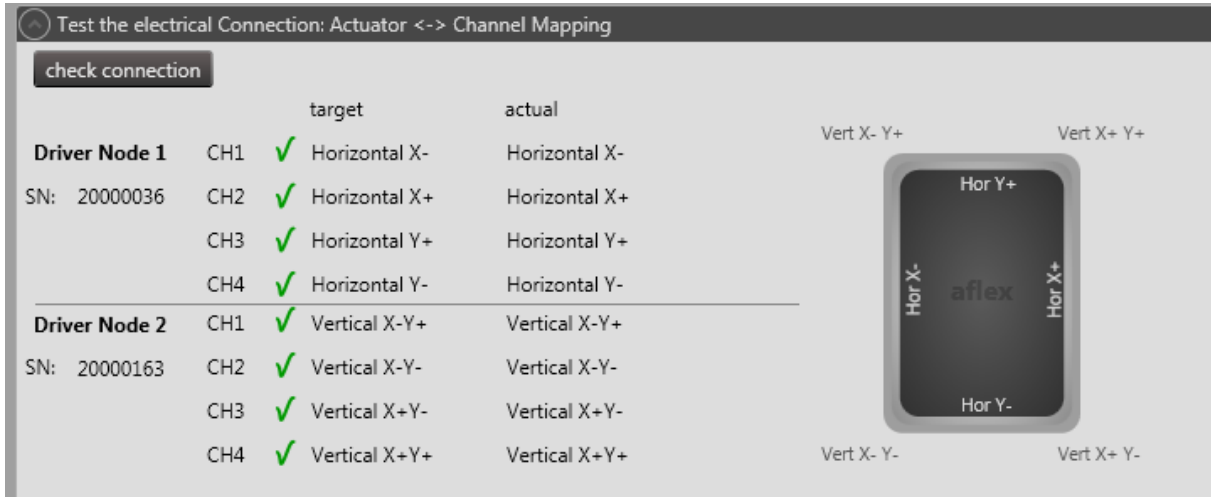 Test the electrical Connection: Actuator <-> Channel Mapping
check connection
target actual
Driver Node 1 CH1 Horizontal X- Horizontal X-
SN: 20000036 CH2 Horizontal X+ Horizontal X+
CH3 Horizontal Y+ Horizontal Y+
CH4 Horizontal Y- Horizontal Y-
Driver Node 2 CH1 Vertical X-Y+ Vertical X-Y+
SN: 20000163 CH2 Vertical X-Y- Vertical X-Y-
CH3 Vertical X+Y- Vertical X+Y-
CH4 Vertical X+Y+ Vertical X+Y+
Vert X- Y+ Vert X+ Y+
Hor Y+
Hor X- aflex Hor X+
Hor Y-
Vert X- Y- Vert X+ Y-